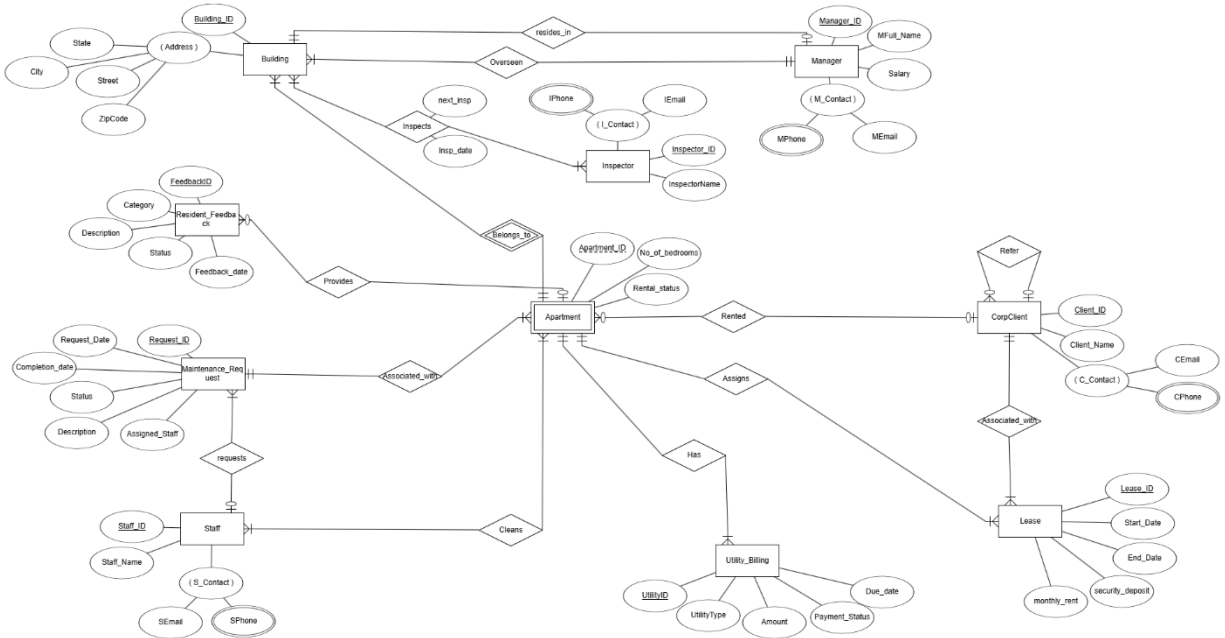 Building_ID
State
( Address )
City
Street
ZipCode
Building
resides_in
Overseen
Manager_ID
MFull_Name
Manager
Salary
( M_Contact )
MPhone
MEmail
next_insp
Inspects
Insp_date
IPhone
IEmail
( I_Contact )
Inspector_ID
Inspector
InspectorName
FeedbackID
Category
Resident_Feedba
ck
Description
Status
Feedback_date
Belongs_to
Provides
Apartment_ID
No_of_bedrooms
Rental_status
Apartment
Rented
Refer
CorpClient
Client_ID
Client_Name
CEmail
( C_Contact )
CPhone
Request_Date
Request_ID
Completion_date
Maintenance_Req
uest
Status
Description
Assigned_Staff
Associated_with
Assigns
Associated_with
requests
Has
Staff_ID
Staff
Staff_Name
( S_Contact )
SEmail
SPhone
Cleans
Utility_Billing
UtilityID
UtilityType
Amount
Payment_Status
Due_date
Lease_ID
Lease
Start_Date
End_Date
security_deposit
monthly_rent